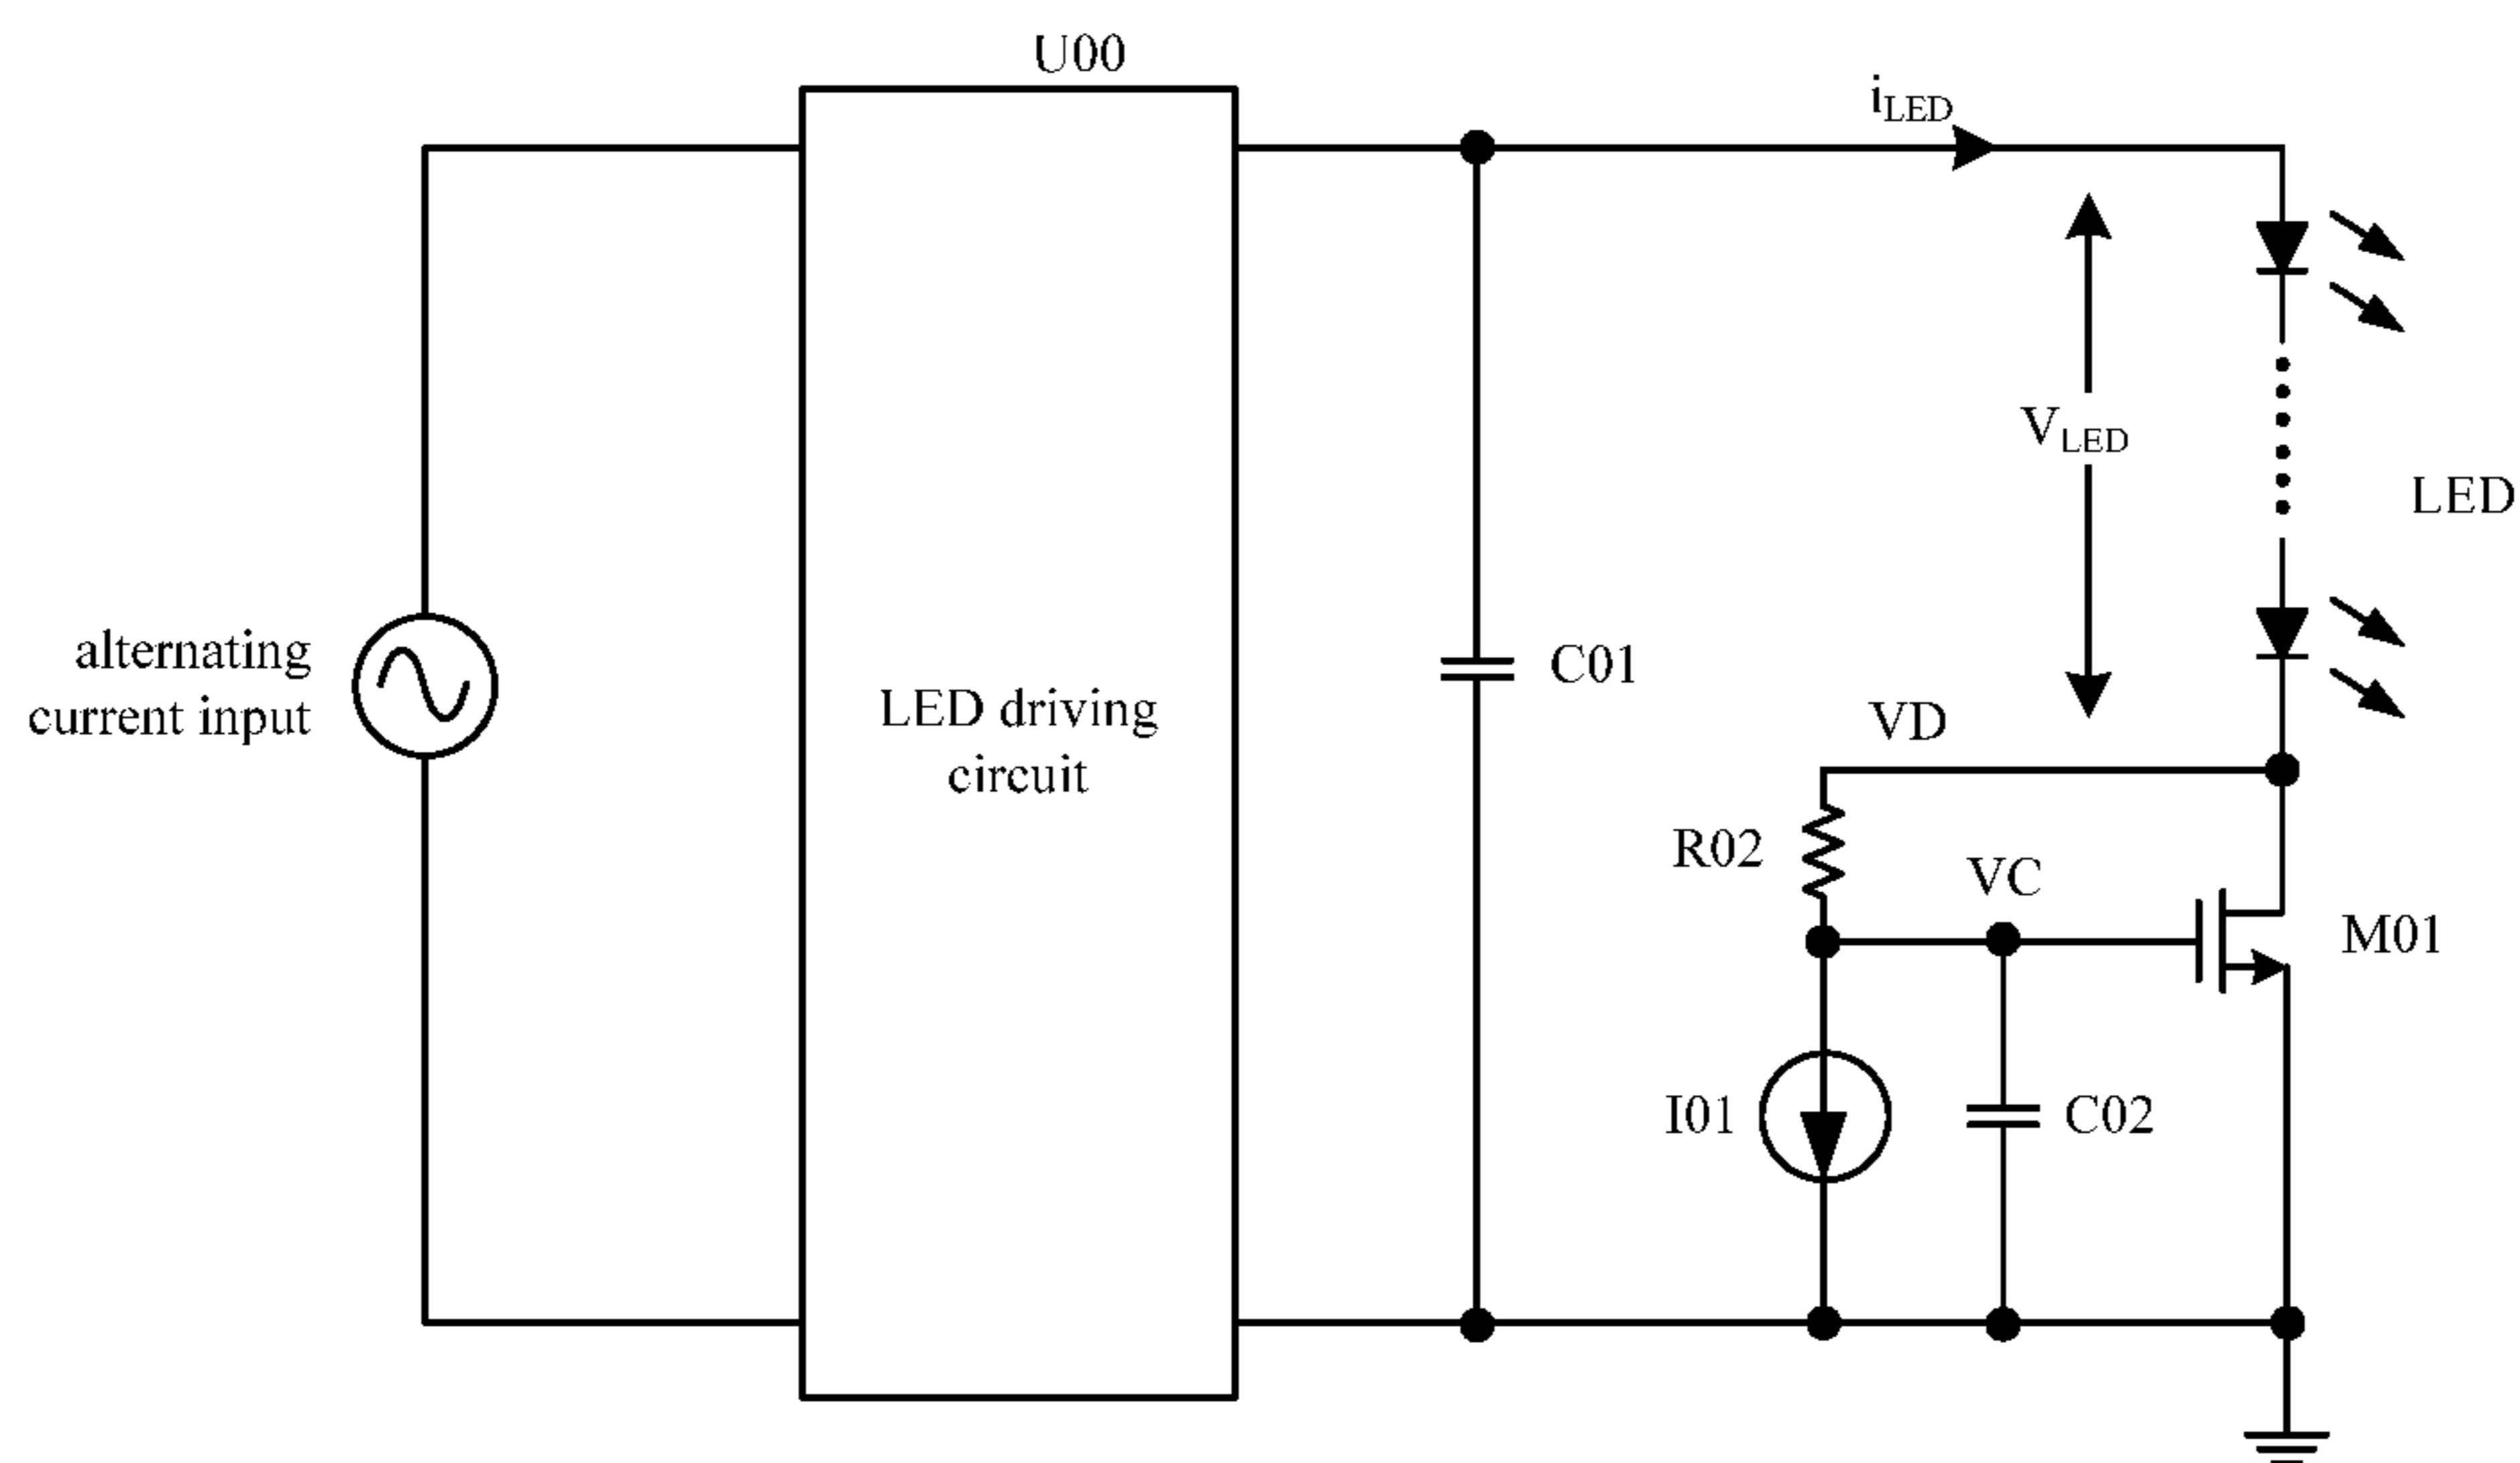 U00
iLED
VLED
LED
alternating
current input
LED driving
circuit
C01
VD
R02
VC
M01
I01
C02